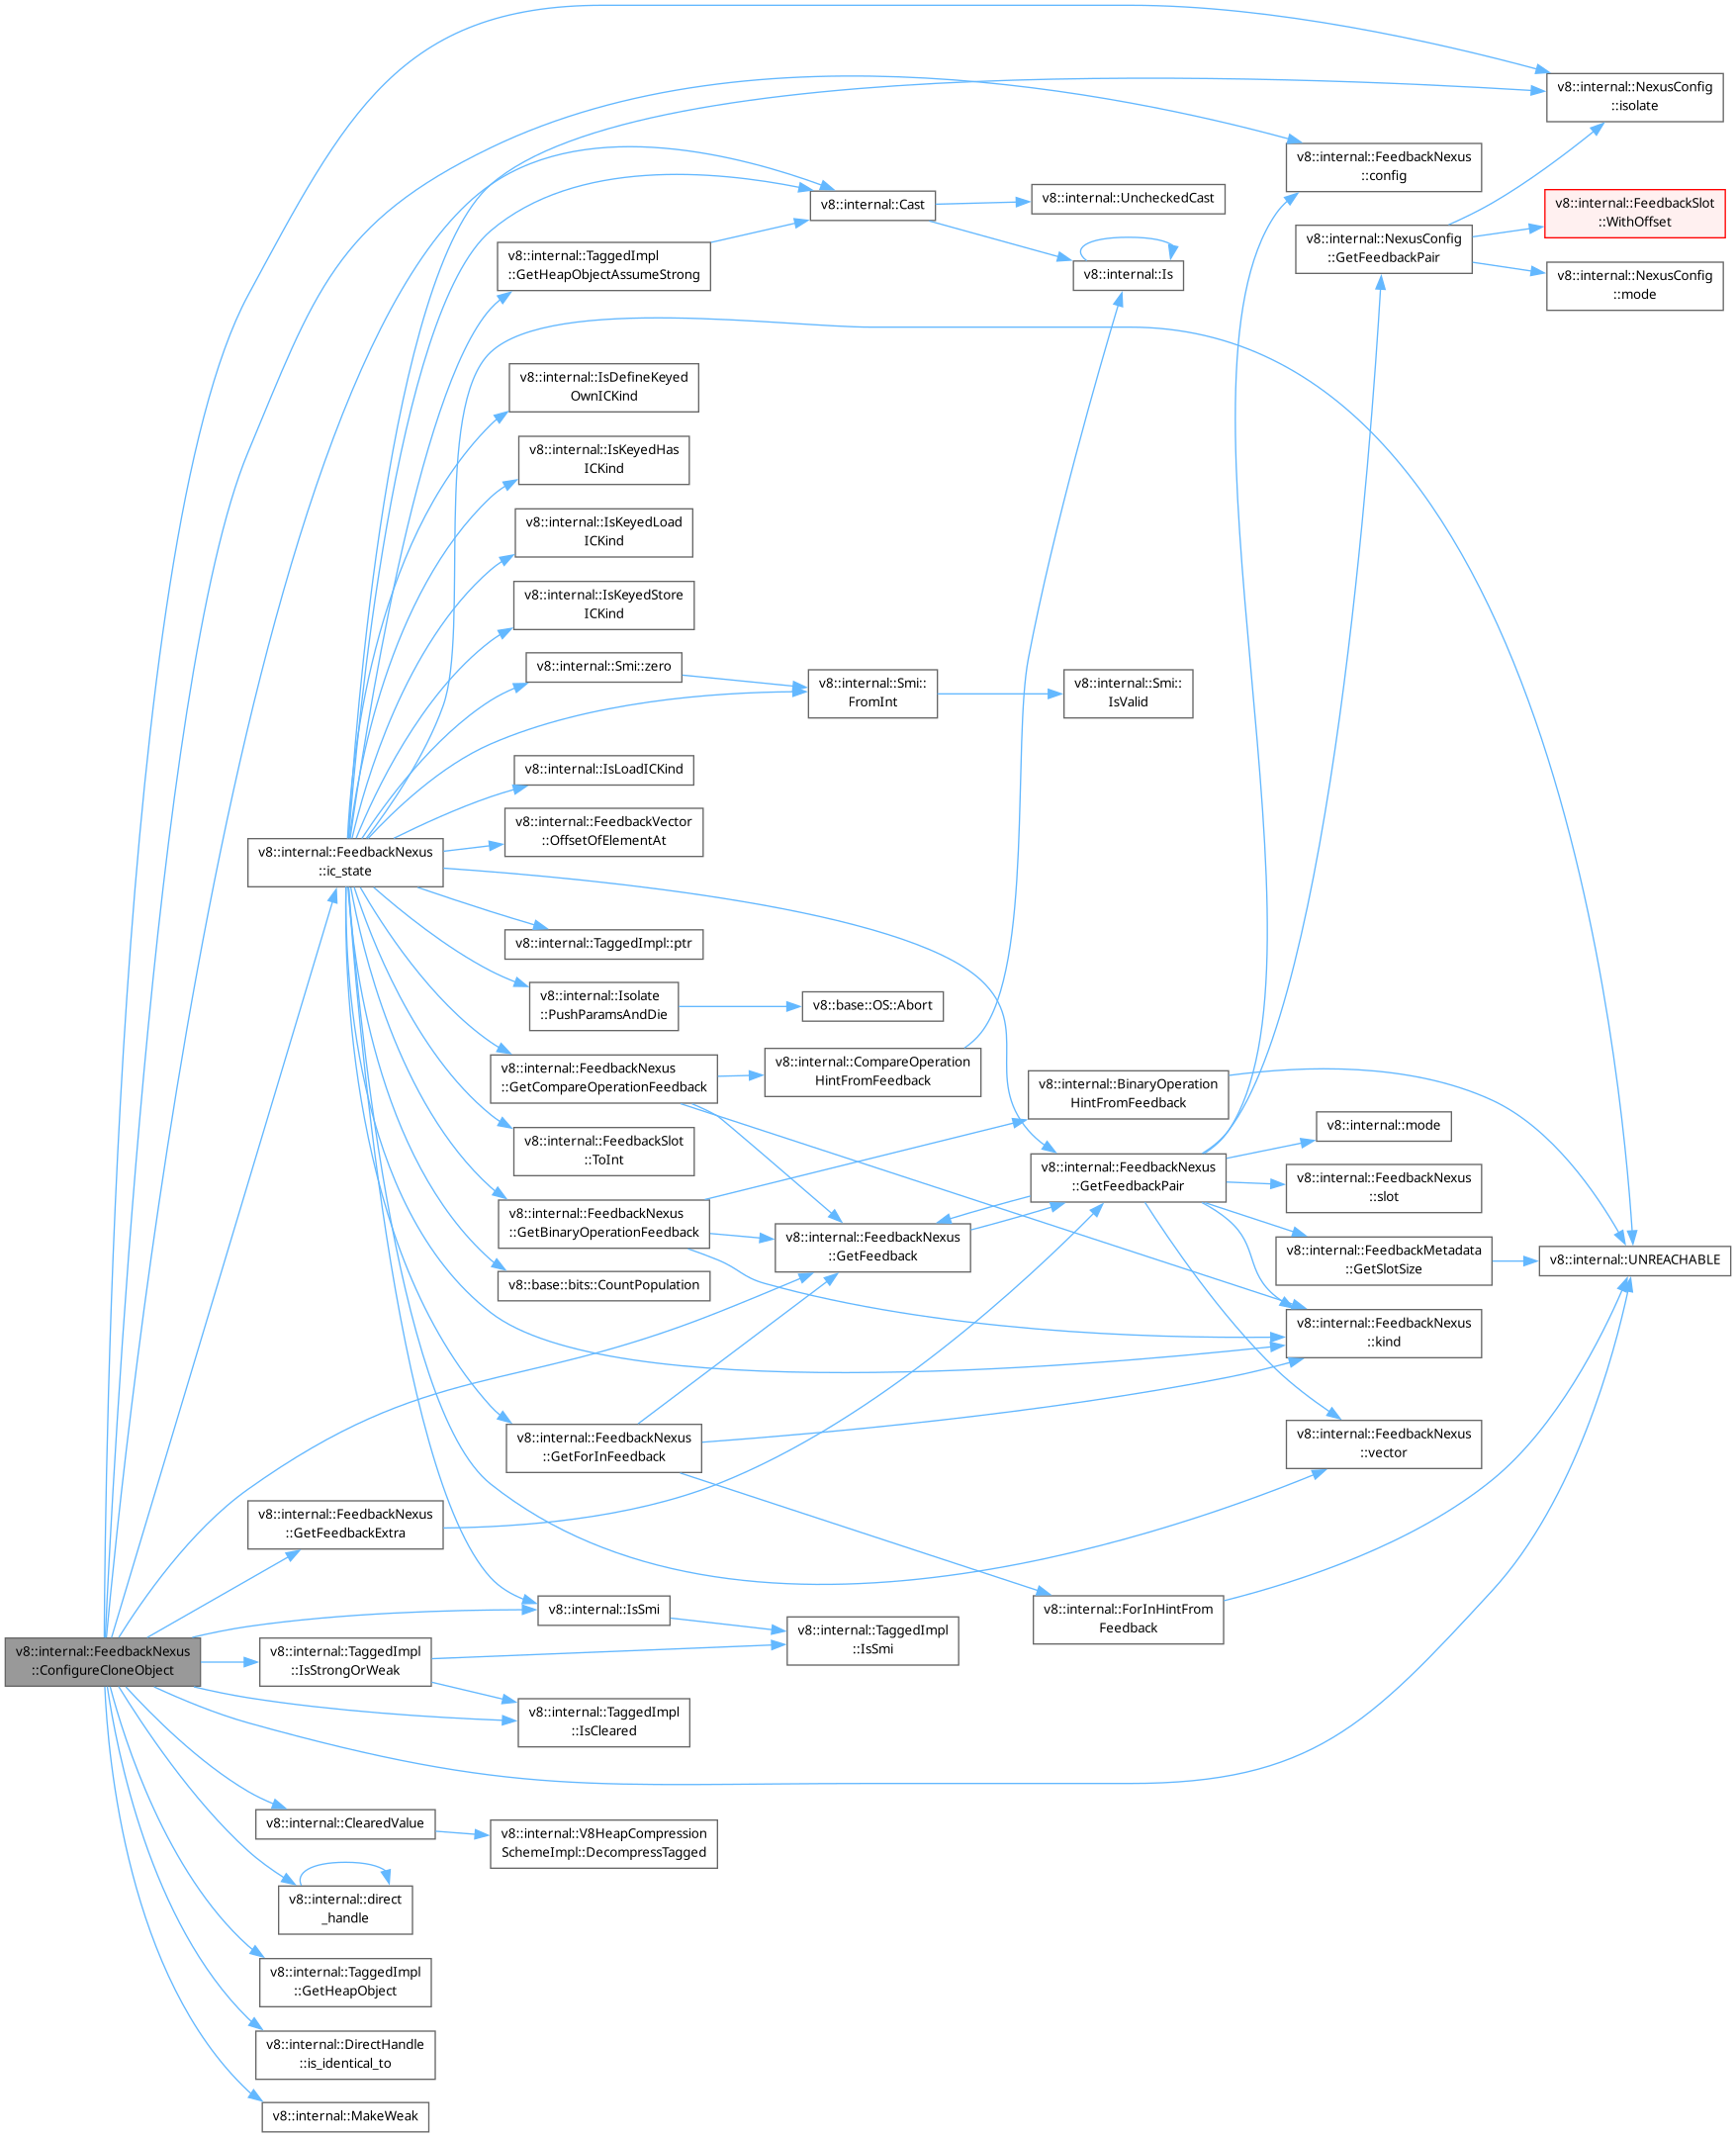 v8::internal::NexusConfig
::isolate
v8::internal::FeedbackNexus
::config
v8::internal::Cast
v8::internal::UncheckedCast
v8::internal::FeedbackSlot
::WithOffset
v8::internal::NexusConfig
::GetFeedbackPair
v8::internal::TaggedImpl
::GetHeapObjectAssumeStrong
v8::internal::Is
v8::internal::NexusConfig
::mode
v8::internal::IsDefineKeyed
OwnICKind
v8::internal::IsKeyedHas
ICKind
v8::internal::IsKeyedLoad
ICKind
v8::internal::IsKeyedStore
ICKind
v8::internal::Smi::zero
v8::internal::Smi::
FromInt
v8::internal::Smi::
IsValid
v8::internal::IsLoadICKind
v8::internal::FeedbackVector
::OffsetOfElementAt
v8::internal::FeedbackNexus
::ic_state
v8::internal::TaggedImpl::ptr
v8::internal::Isolate
::PushParamsAndDie
v8::base::OS::Abort
v8::internal::FeedbackNexus
::GetCompareOperationFeedback
v8::internal::CompareOperation
HintFromFeedback
v8::internal::BinaryOperation
HintFromFeedback
v8::internal::mode
v8::internal::FeedbackSlot
::ToInt
v8::internal::FeedbackNexus
::GetFeedbackPair
v8::internal::FeedbackNexus
::slot
v8::internal::FeedbackNexus
::GetBinaryOperationFeedback
v8::internal::FeedbackNexus
::GetFeedback
v8::internal::FeedbackMetadata
::GetSlotSize
v8::internal::UNREACHABLE
v8::base::bits::CountPopulation
v8::internal::FeedbackNexus
::kind
v8::internal::FeedbackNexus
::GetForInFeedback
v8::internal::FeedbackNexus
::vector
v8::internal::FeedbackNexus
::GetFeedbackExtra
v8::internal::IsSmi
v8::internal::ForInHintFrom
Feedback
v8::internal::FeedbackNexus
::ConfigureCloneObject
v8::internal::TaggedImpl
::IsStrongOrWeak
v8::internal::TaggedImpl
::IsSmi
v8::internal::TaggedImpl
::IsCleared
v8::internal::ClearedValue
v8::internal::V8HeapCompression
SchemeImpl::DecompressTagged
v8::internal::direct
_handle
v8::internal::TaggedImpl
::GetHeapObject
v8::internal::DirectHandle
::is_identical_to
v8::internal::MakeWeak